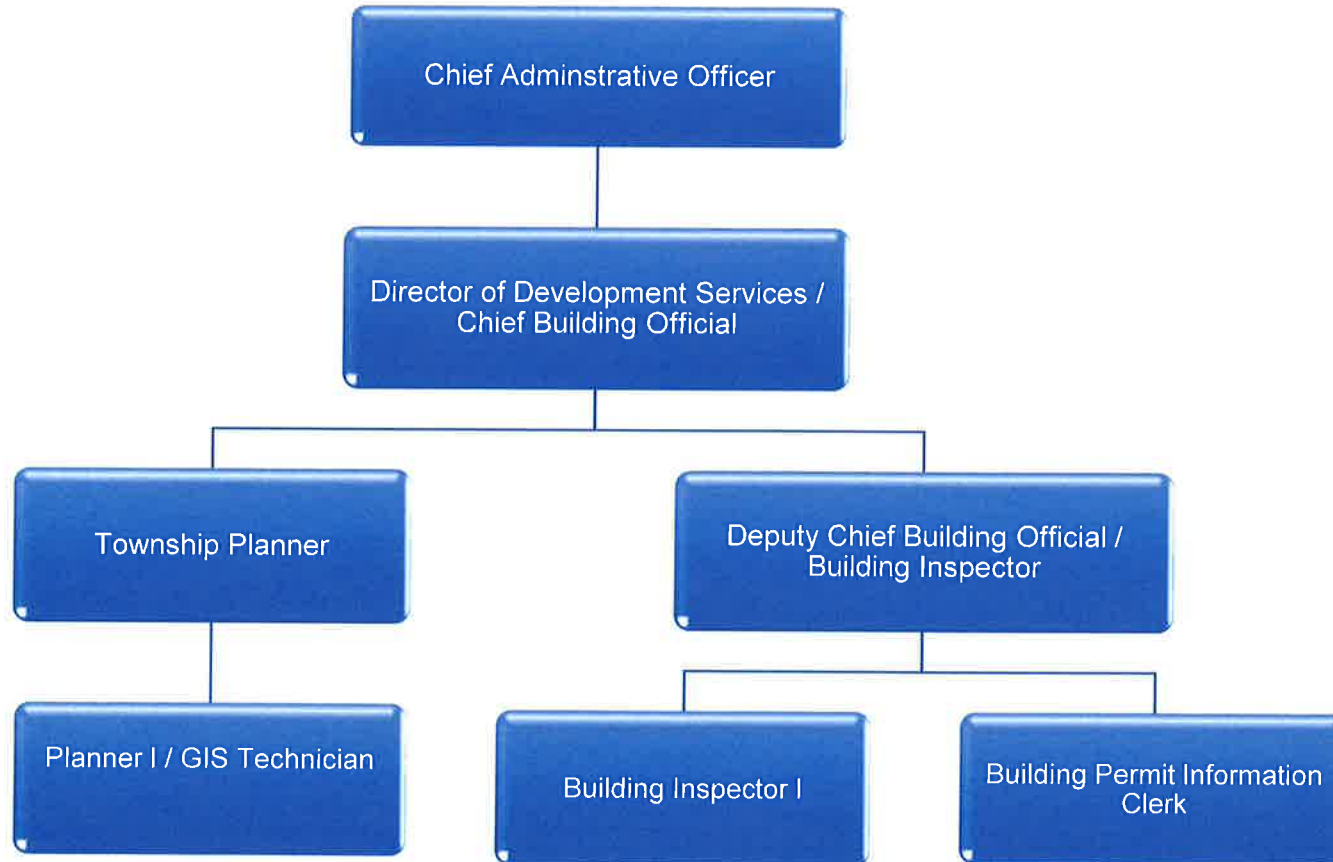 Chief Adminstrative Officer
Director of Development Services /
Chief Building Official
Township Planner
Deputy Chief Building Official /
Building Inspector
Planner I / GIS Technician
Building Inspector I
Building Permit Information
Clerk